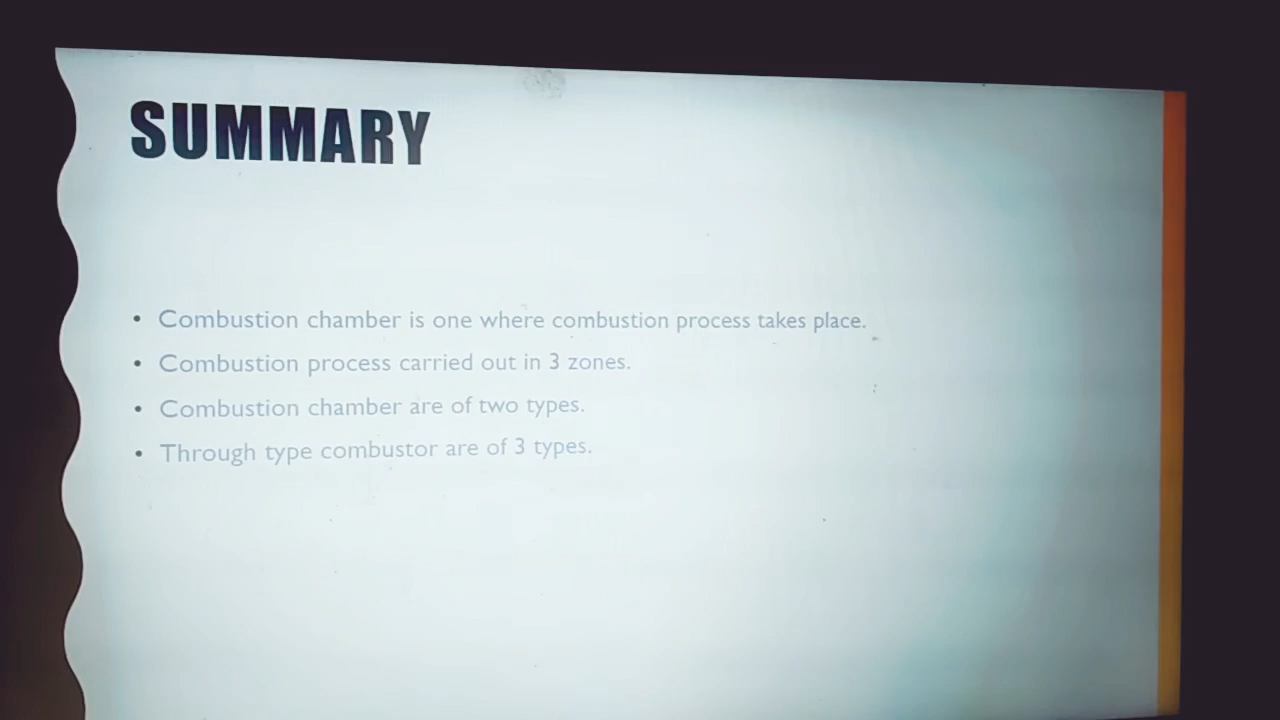 SUMMARY
• Combustion chamber is one where combustion process takes place.
• Combustion process carried out in 3 zones.
• Combustion chamber are of two types.
• Through type combustor are of 3 types.